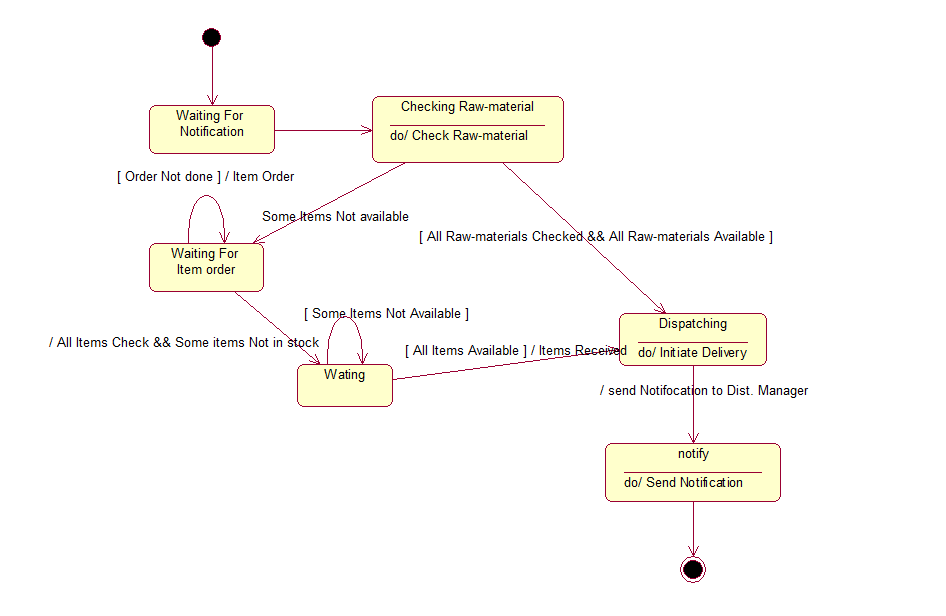 Waiting For
Notification
Checking Raw-material
do/ Check Raw-material
[ Order Not done ] / Item Order
Some Items Not available
[ All Raw-materials Checked && All Raw-materials Available ]
Waiting For
Item order
[ Some Items Not Available ]
/ All Items Check && Some items Not in stock
[ All Items Available ] / Items Received
Dispatching
do/ Initiate Delivery
Wating
/ send Notifocation to Dist. Manager
notify
do/ Send Notification